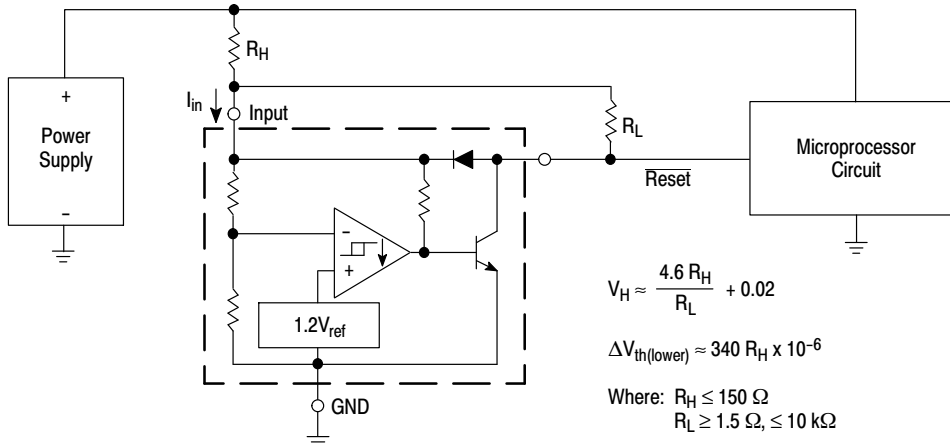 R_H
I_in
Input
R_L
+
Power
Supply
−
Microprocessor
Circuit
Reset
−
+
1.2V_ref
GND
V_H ≈ 4.6 R_H / R_L + 0.02
ΔV_th(lower) ≈ 340 R_H x 10^−6
Where: R_H ≤ 150 Ω
R_L ≥ 1.5 Ω, ≤ 10 kΩ